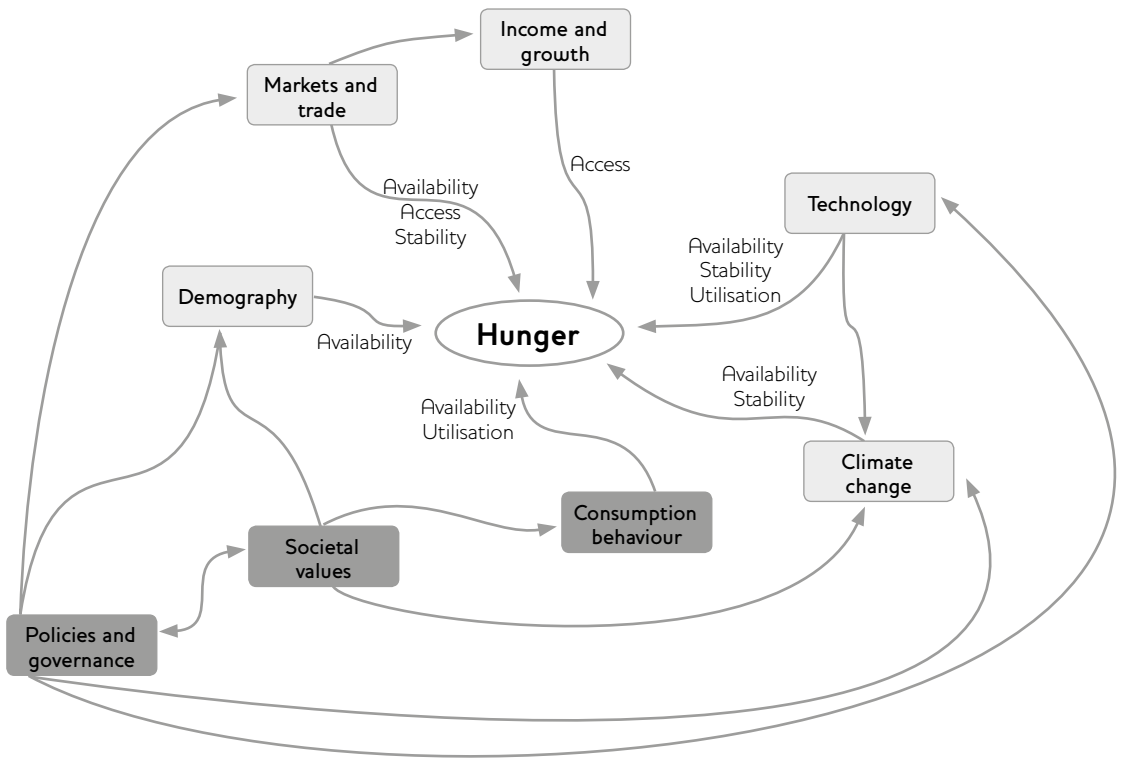 Income and
growth
Markets and
trade
Access
Availability
Access
Stability
Technology
Availability
Stability
Utilisation
Demography
Availability
Hunger
Availability
Stability
Availability
Utilisation
Climate
change
Consumption
behaviour
Societal
values
Policies and
governance